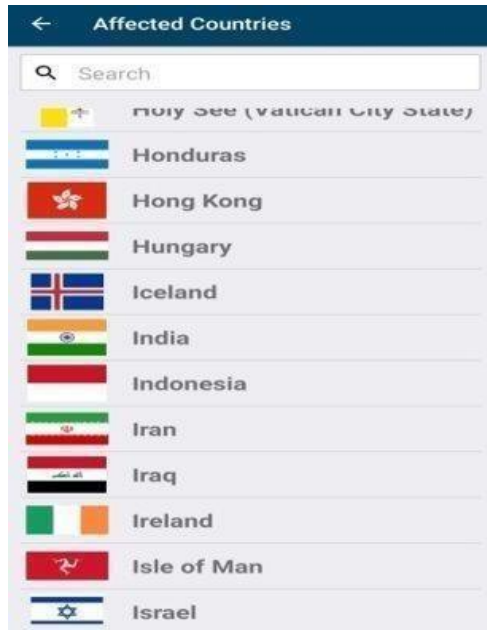 Affected Countries
Search
Holy See (Vatican City State)
Honduras
Hong Kong
Hungary
Iceland
India
Indonesia
Iran
Iraq
Ireland
Isle of Man
Israel